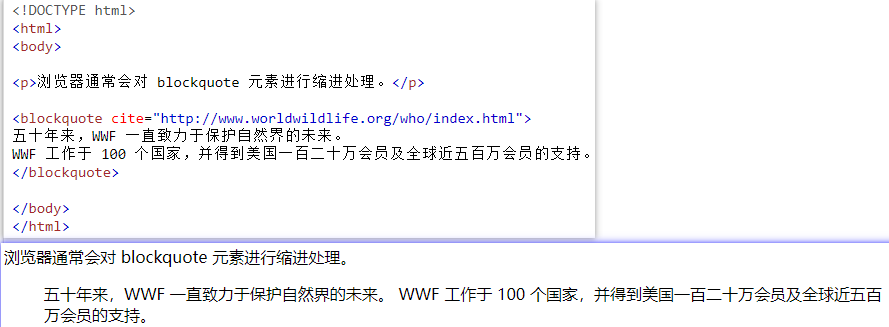 <!DOCTYPE html>
<html>
<body>
<p>浏览器通常会对 blockquote 元素进行缩进处理。</p>
<blockquote cite="http://www.worldwildlife.org/who/index.html">
五十年来，WWF 一直致力于保护自然界的未来。
WWF 工作于 100 个国家，并得到美国一百二十万会员及全球近五百万会员的支持。
</blockquote>
</body>
</html>
浏览器通常会对 blockquote 元素进行缩进处理。
五十年来，WWF 一直致力于保护自然界的未来。 WWF 工作于 100 个国家，并得到美国一百二十万会员及全球近五百
万会员的支持。